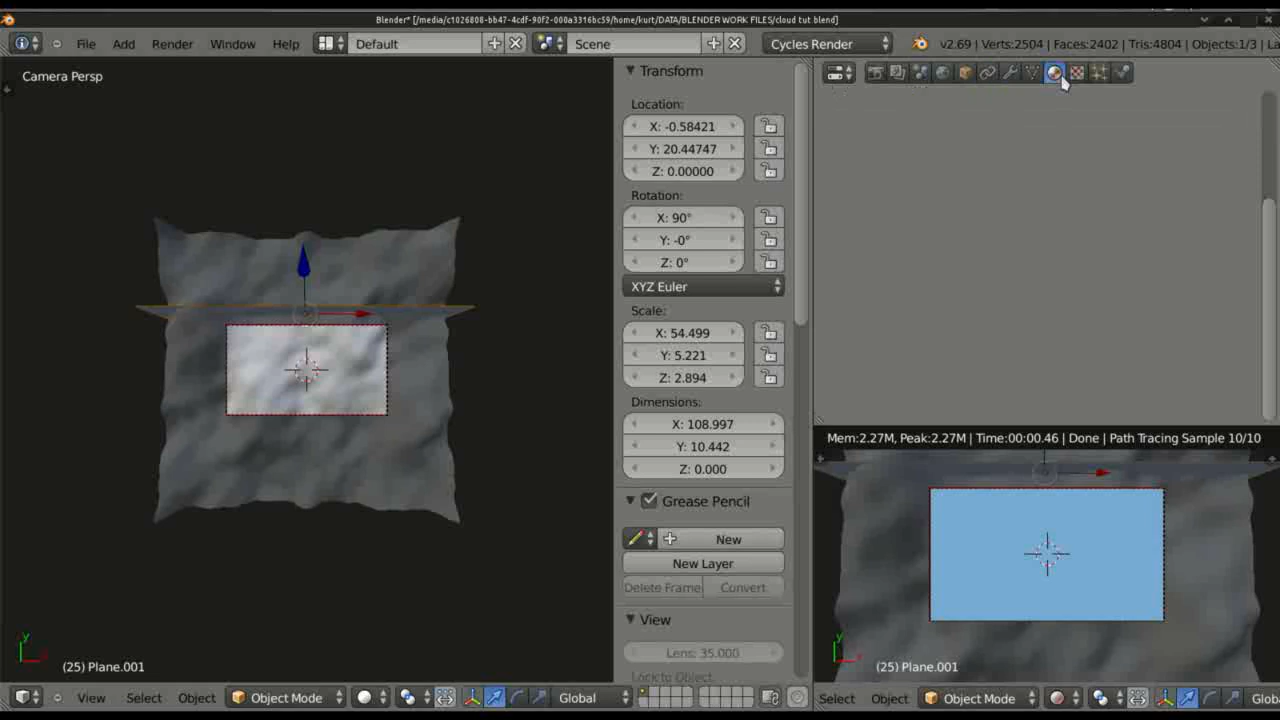 Blender* [/media/c1026808-bb47-4cdf-90f2-000a3316bc59/home/kurt/DATA/BLENDER WORK FILES/cloud tut blend]
File Add Render Window Help Default Scene Cycles Render v2.69 | Verts:2504 | Faces:2402 | Tris:4804 | Objects:1/3 | La
Camera Persp
Transform
Location:
X: -0.58421
Y: 20.44747
Z: 0.00000
Rotation:
X: 90°
Y: -0°
Z: 0°
XYZ Euler
Scale:
X: 54.499
Y: 5.221
Z: 2.894
Dimensions:
X: 108.997
Y: 10.442
Z: 0.000
Grease Pencil
New
New Layer
Delete Frame Convert
View
Lens: 35.000
Lock to Object:
y
(25) Plane.001
View Select Object Object Mode Global
Mem:2.27M, Peak:2.27M | Time:00:00.46 | Done | Path Tracing Sample 10/10
y
(25) Plane.001
Select Object Object Mode Glob